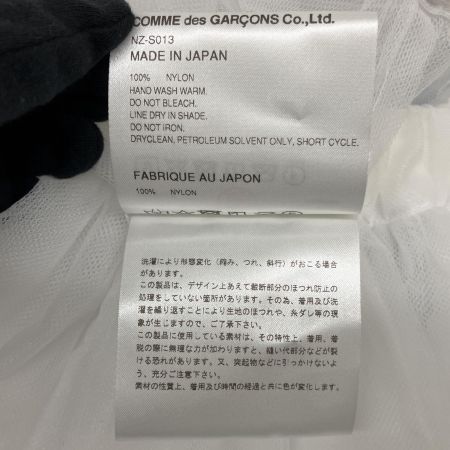 COMME des GARÇONS Co.,Ltd.
NZ-S013
MADE IN JAPAN
100% NYLON
HAND WASH WARM.
DO NOT BLEACH.
LINE DRY IN SHADE.
DO NOT IRON.
DRYCLEAN, PETROLEUM SOLVENT ONLY, SHORT CYCLE.
FABRIQUE AU JAPON
100% NYLON
洗濯により形態変化(縮み、つれ、斜行)がおこる場合
があります。
この製品は、デザイン上あえて裁断部分のほつれ防止の
処理をしていない箇所があります。その為、着用及び洗
濯を繰り返すことにより生地のほつれや、糸ダレ等の現
象が生じますので、ご了承下さい。
この製品に使用している素材は、その特性上、着用、着
脱の際に無理な力が加わりますと、縫い代部分などが裂
ける恐れがあります。又、突起物などに引っかけないよ
う、充分ご注意下さい。
素材の性質上、着用及び時間の経過と共に色が変化します。